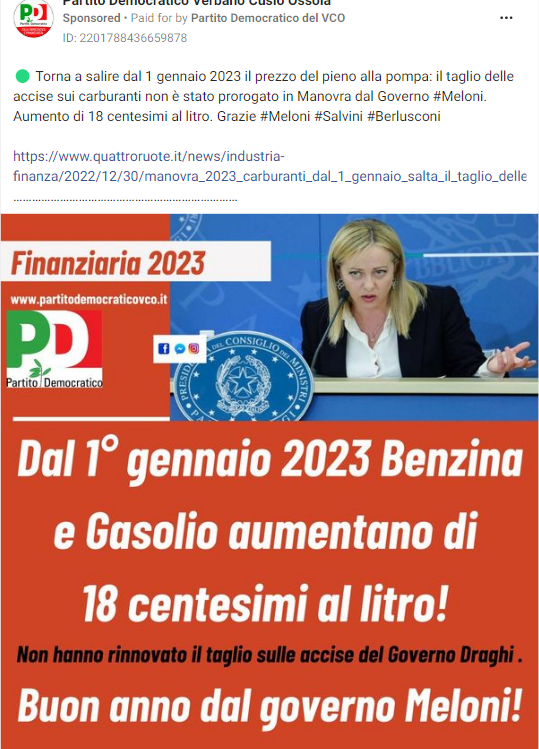 Partito Democratico Verbano Cusio Ossola
Sponsored • Paid for by Partito Democratico del VCO
ID: 2201788436659878
Torna a salire dal 1 gennaio 2023 il prezzo del pieno alla pompa: il taglio delle
accise sui carburanti non è stato prorogato in Manovra dal Governo #Meloni.
Aumento di 18 centesimi al litro. Grazie #Meloni #Salvini #Berlusconi
https://www.quattroruote.it/news/industria-
finanza/2022/12/30/manovra_2023_carburanti_dal_1_gennaio_salta_il_taglio_delle
Finanziaria 2023
www.partitodemocraticovco.it
PD
Partito Democratico
PRESIDENZA DEL CONSIGLIO DEI MINISTRI
Dal 1° gennaio 2023 Benzina
e Gasolio aumentano di
18 centesimi al litro!
Non hanno rinnovato il taglio sulle accise del Governo Draghi .
Buon anno dal governo Meloni!